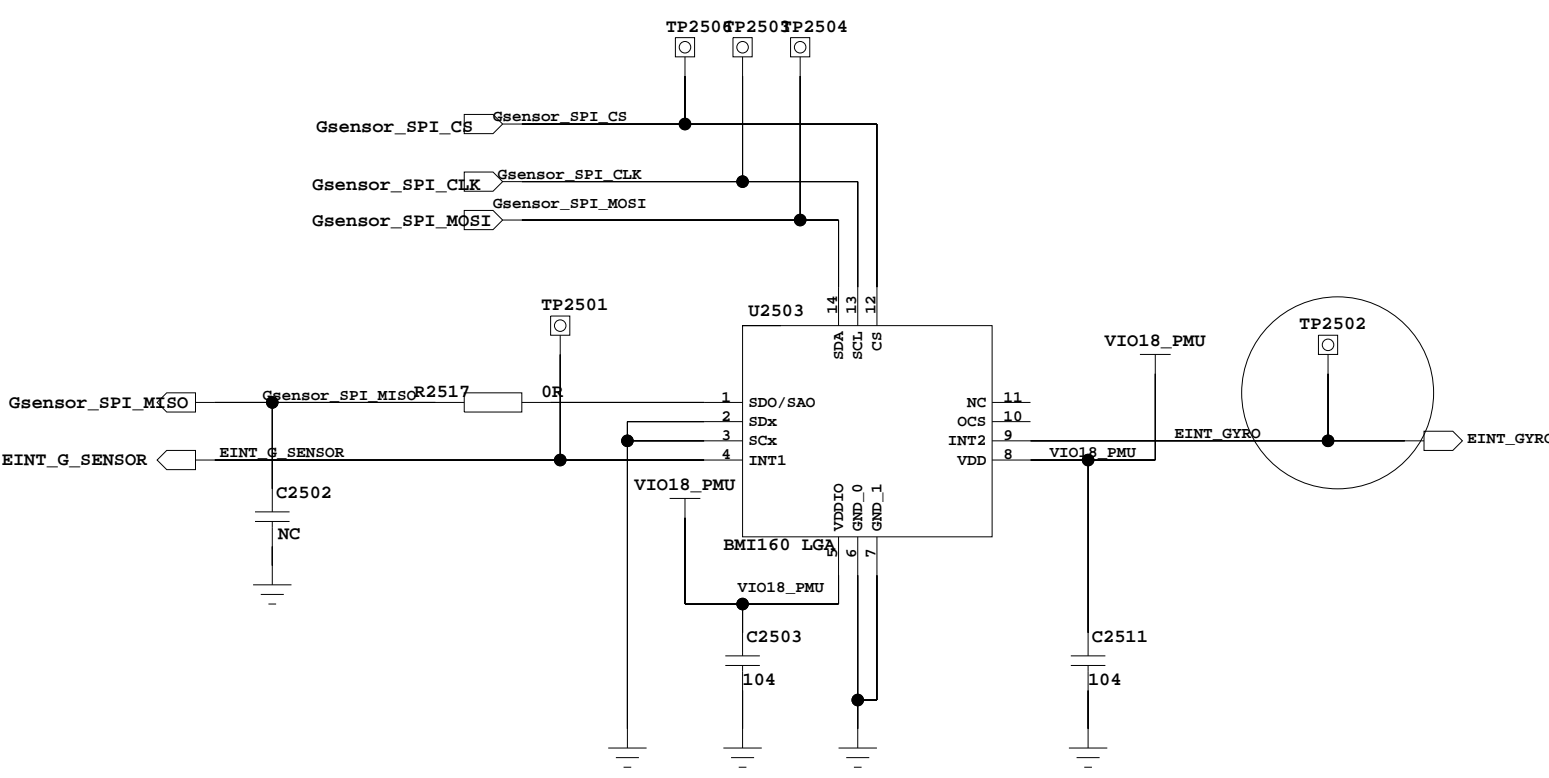 TP2506 TP2503 TP2504
Gsensor_SPI_CS Gsensor_SPI_CS
Gsensor_SPI_CLK Gsensor_SPI_CLK
Gsensor_SPI_MOSI Gsensor_SPI_MOSI
TP2501
U2503
14 13 12
SDA SCL CS
TP2502
VIO18_PMU
Gsensor_SPI_MISO Gsensor_SPI_MISO R2517 0R
1 SDO/SAO
2 SDx
3 SCx
4 INT1
NC 11
OCS 10
INT2 9
VDD 8
EINT_GYRO
EINT_GYRO
VIO18_PMU
EINT_G_SENSOR EINT_G_SENSOR
VIO18_PMU
VDDIO GND_0 GND_1
C2502
NC
BMI160 LGA
5 6 7
VIO18_PMU
C2503
104
C2511
104